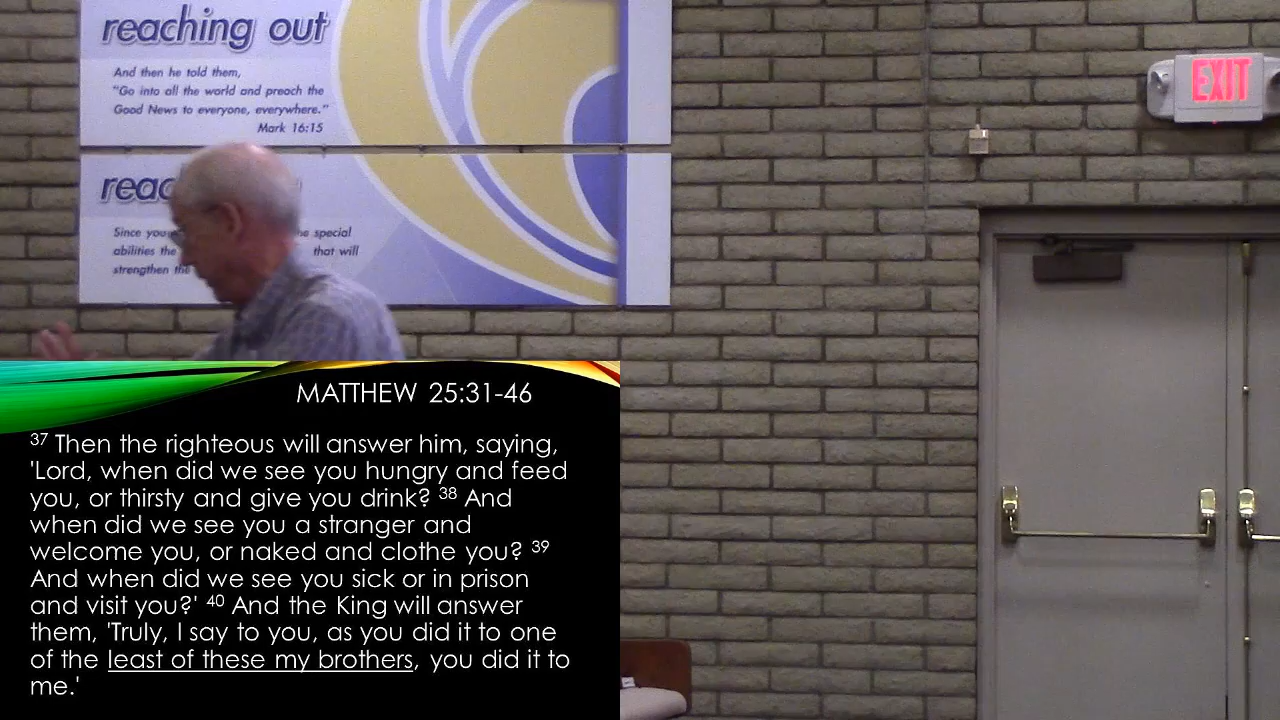 reaching out
And then he told them,
"Go into all the world and preach the
Good News to everyone, everywhere."
Mark 16:15
EXIT
Since special
abilities the that will
strengthen the
MATTHEW 25:31-46
37 Then the righteous will answer him, saying,
'Lord, when did we see you hungry and feed
you, or thirsty and give you drink? 38 And
when did we see you a stranger and
welcome you, or naked and clothe you? 39
And when did we see you sick or in prison
and visit you?' 40 And the King will answer
them, 'Truly, I say to you, as you did it to one
of the least of these my brothers, you did it to
me.'